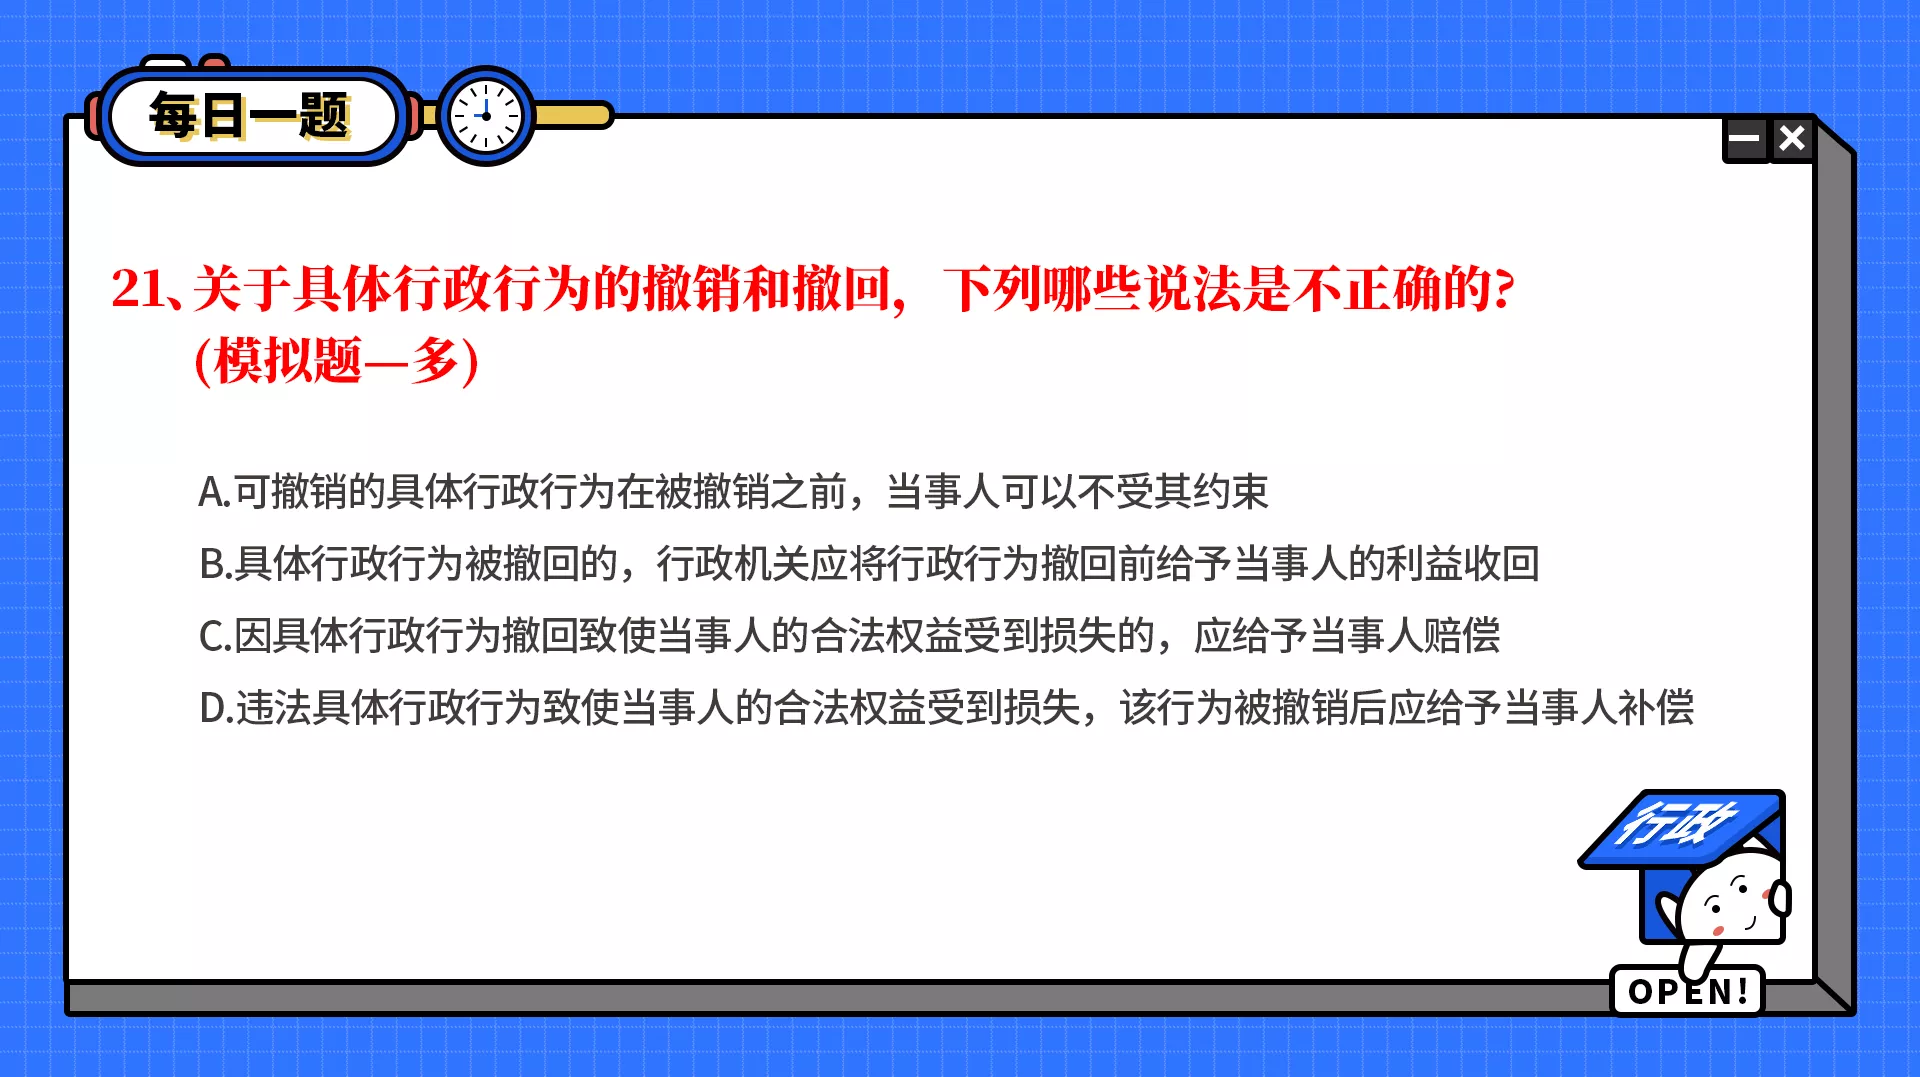 每日一题
21、关于具体行政行为的撤销和撤回，下列哪些说法是不正确的?
(模拟题—多)
A.可撤销的具体行政行为在被撤销之前，当事人可以不受其约束
B.具体行政行为被撤回的，行政机关应将行政行为撤回前给予当事人的利益收回
C.因具体行政行为撤回致使当事人的合法权益受到损失的，应给予当事人赔偿
D.违法具体行政行为致使当事人的合法权益受到损失，该行为被撤销后应给予当事人补偿
行政
OPEN!